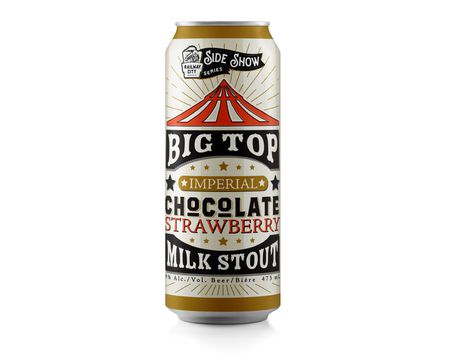 RAILWAY
CITY
SIDE SHOW
SERIES
BIG TOP
IMPERIAL
CHOCOLATE
STRAWBERRY
MILK STOUT
% Alc./Vol. Beer/Bière 473 mL